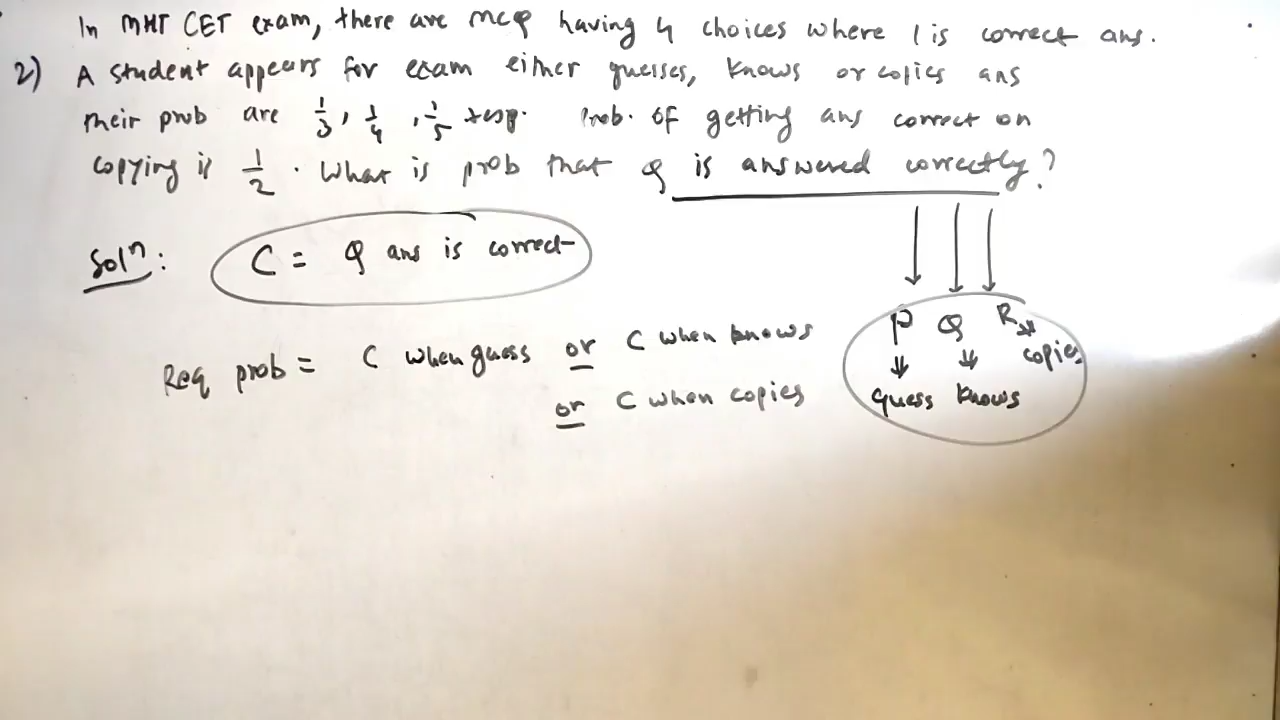 In MHT CET exam, there are mcq having 4 choices where 1 is correct ans.
2) A student appears for exam either guesses, knows or copies ans
their prob are 1/3, 1/4, 1/5 resp. Prob. of getting ans correct on
copying is 1/2. What is prob that Q is answered correctly?
Solⁿ: C = Q ans is correct
P Q R
copies
guess knows
Req prob = C when guess or C when knows
or C when copies